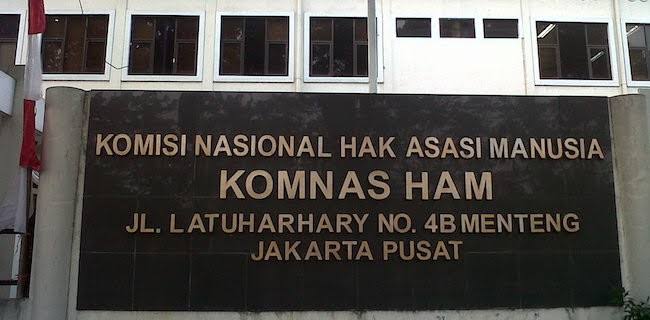 KOMISI NASIONAL HAK ASASI MANUSIA
KOMNAS HAM
JL. LATUHARHARY NO. 4B MENTENG
JAKARTA PUSAT